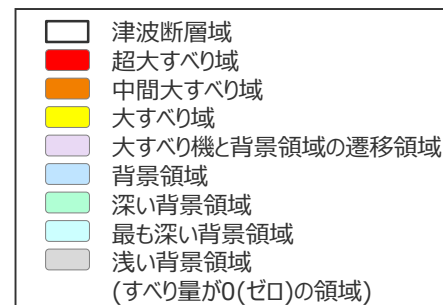 津波断層域
超大すべり域
中間大すべり域
大すべり域
大すべり機と背景領域の遷移領域
背景領域
深い背景領域
最も深い背景領域
浅い背景領域
(すべり量が0(ゼロ)の領域)